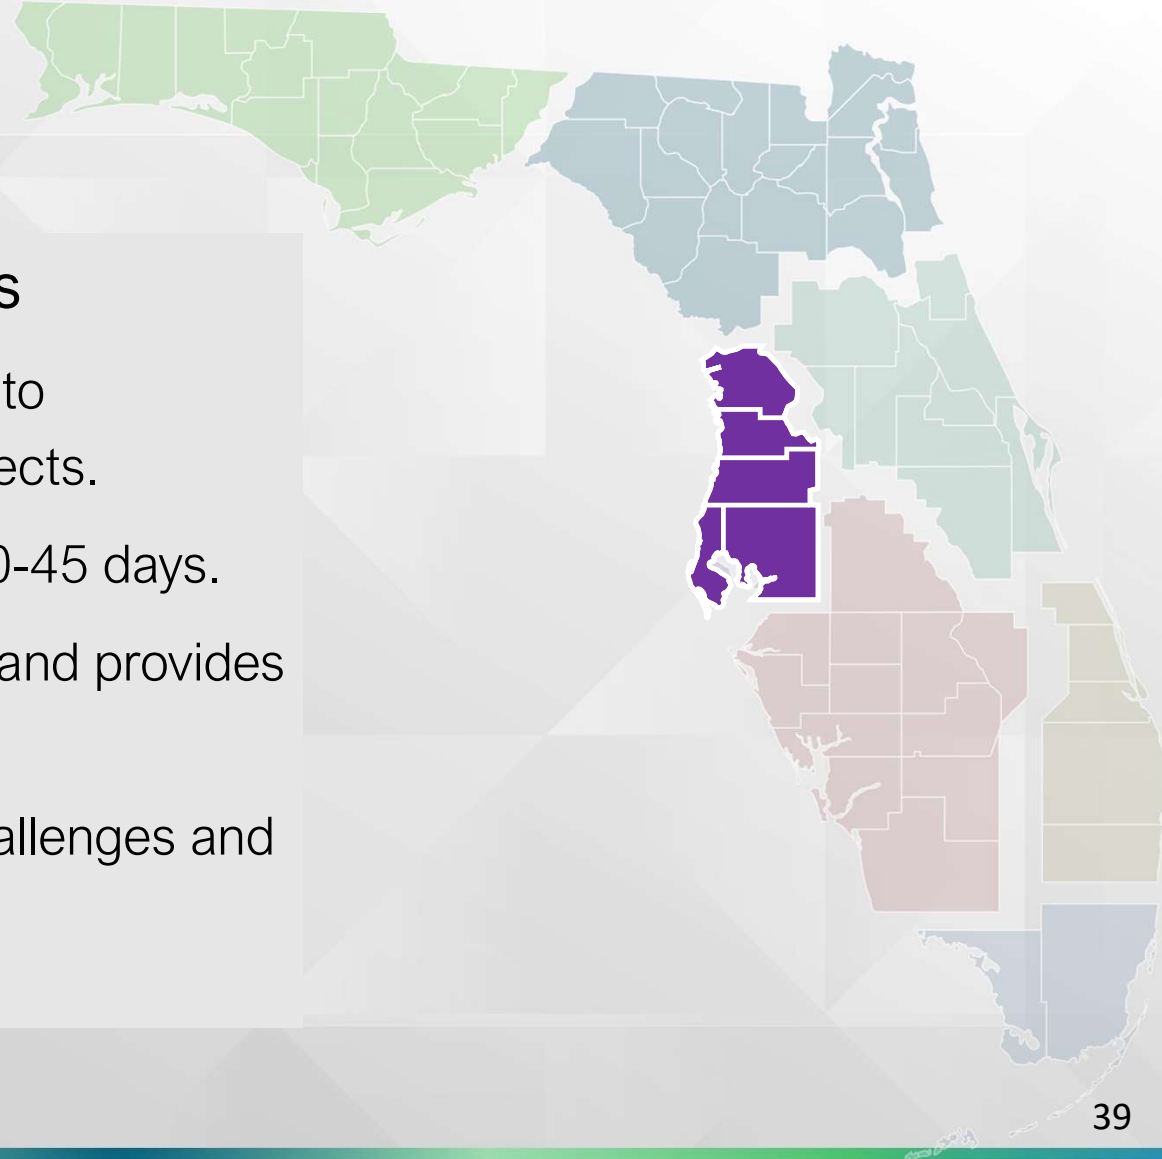 s
to
ects.
0-45 days.
and provides
allenges and
39